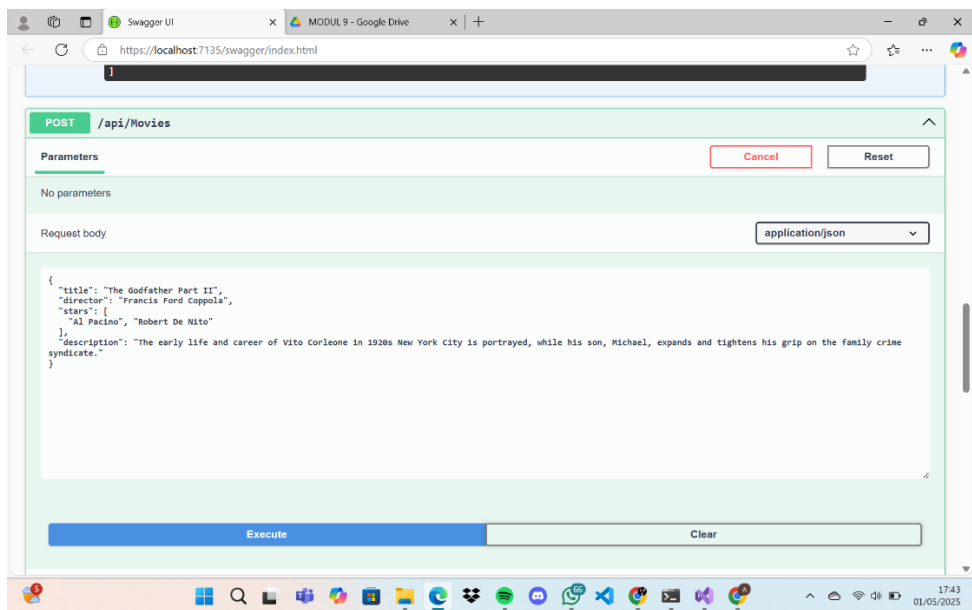 Swagger UI
MODUL 9 - Google Drive
https://localhost:7135/swagger/index.html
]
POST /api/Movies
Parameters
Cancel
Reset
No parameters
Request body
application/json
{
"title": "The Godfather Part II",
"director": "Francis Ford Coppola",
"stars": [
"Al Pacino", "Robert De Nito"
],
"description": "The early life and career of Vito Corleone in 1920s New York City is portrayed, while his son, Michael, expands and tightens his grip on the family crime
syndicate."
}
Execute
Clear
5
66
17:43
01/05/2025